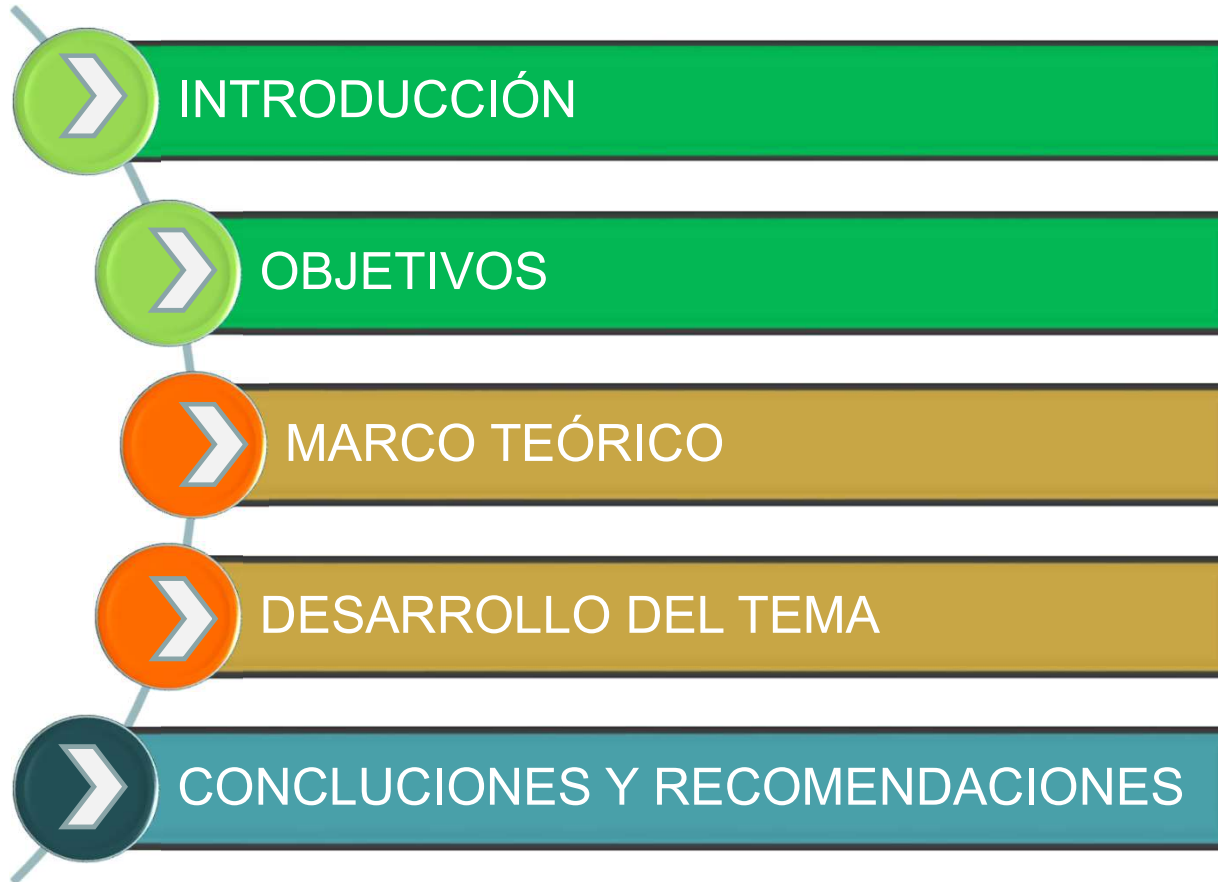 INTRODUCCIÓN
OBJETIVOS
MARCO TEÓRICO
DESARROLLO DEL TEMA
CONCLUCIONES Y RECOMENDACIONES